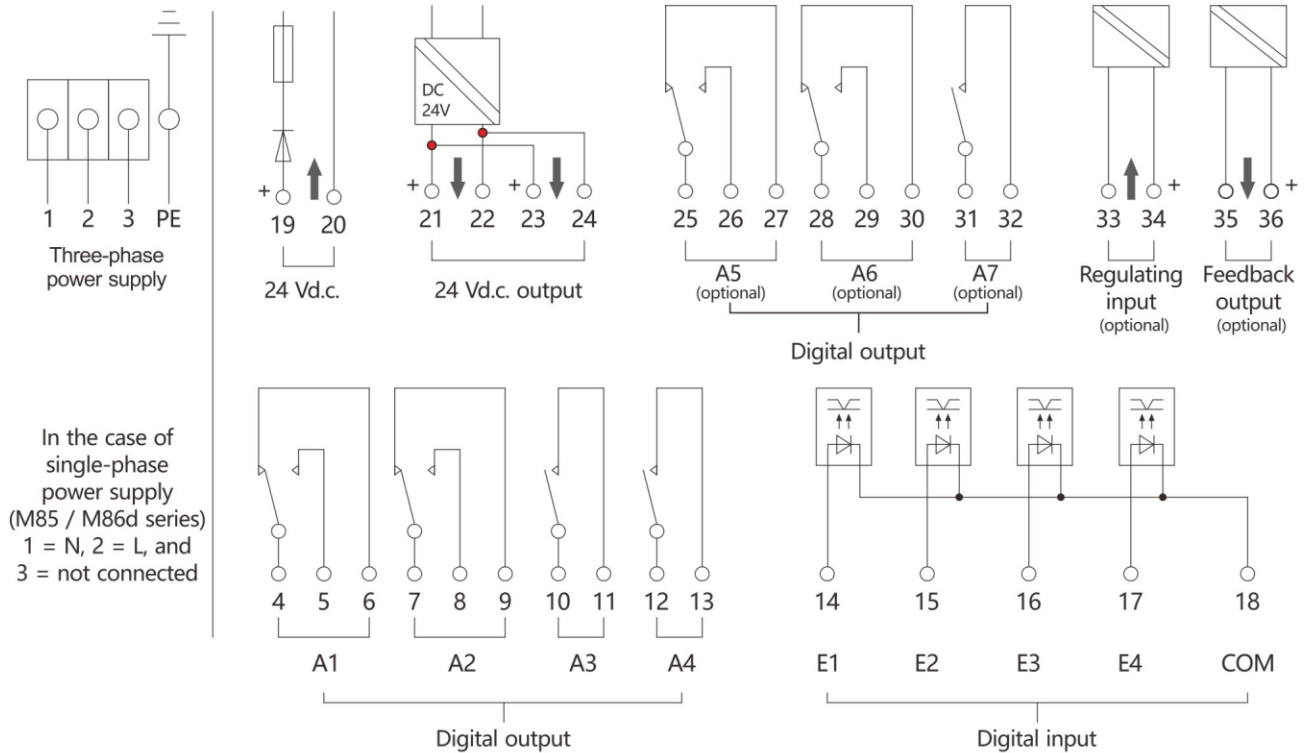 DC
24V
+ + + + +
1 2 3 PE 19 20 21 22 23 24 25 26 27 28 29 30 31 32 33 34 35 36
Three-phase
power supply
24 Vd.c.
24 Vd.c. output
A5
(optional)
A6
(optional)
A7
(optional)
Digital output
Regulating
input
(optional)
Feedback
output
(optional)
In the case of
single-phase
power supply
(M85 / M86d series)
1 = N, 2 = L, and
3 = not connected
4 5 6 7 8 9 10 11 12 13 14 15 16 17 18
A1 A2 A3 A4 E1 E2 E3 E4 COM
Digital output Digital input